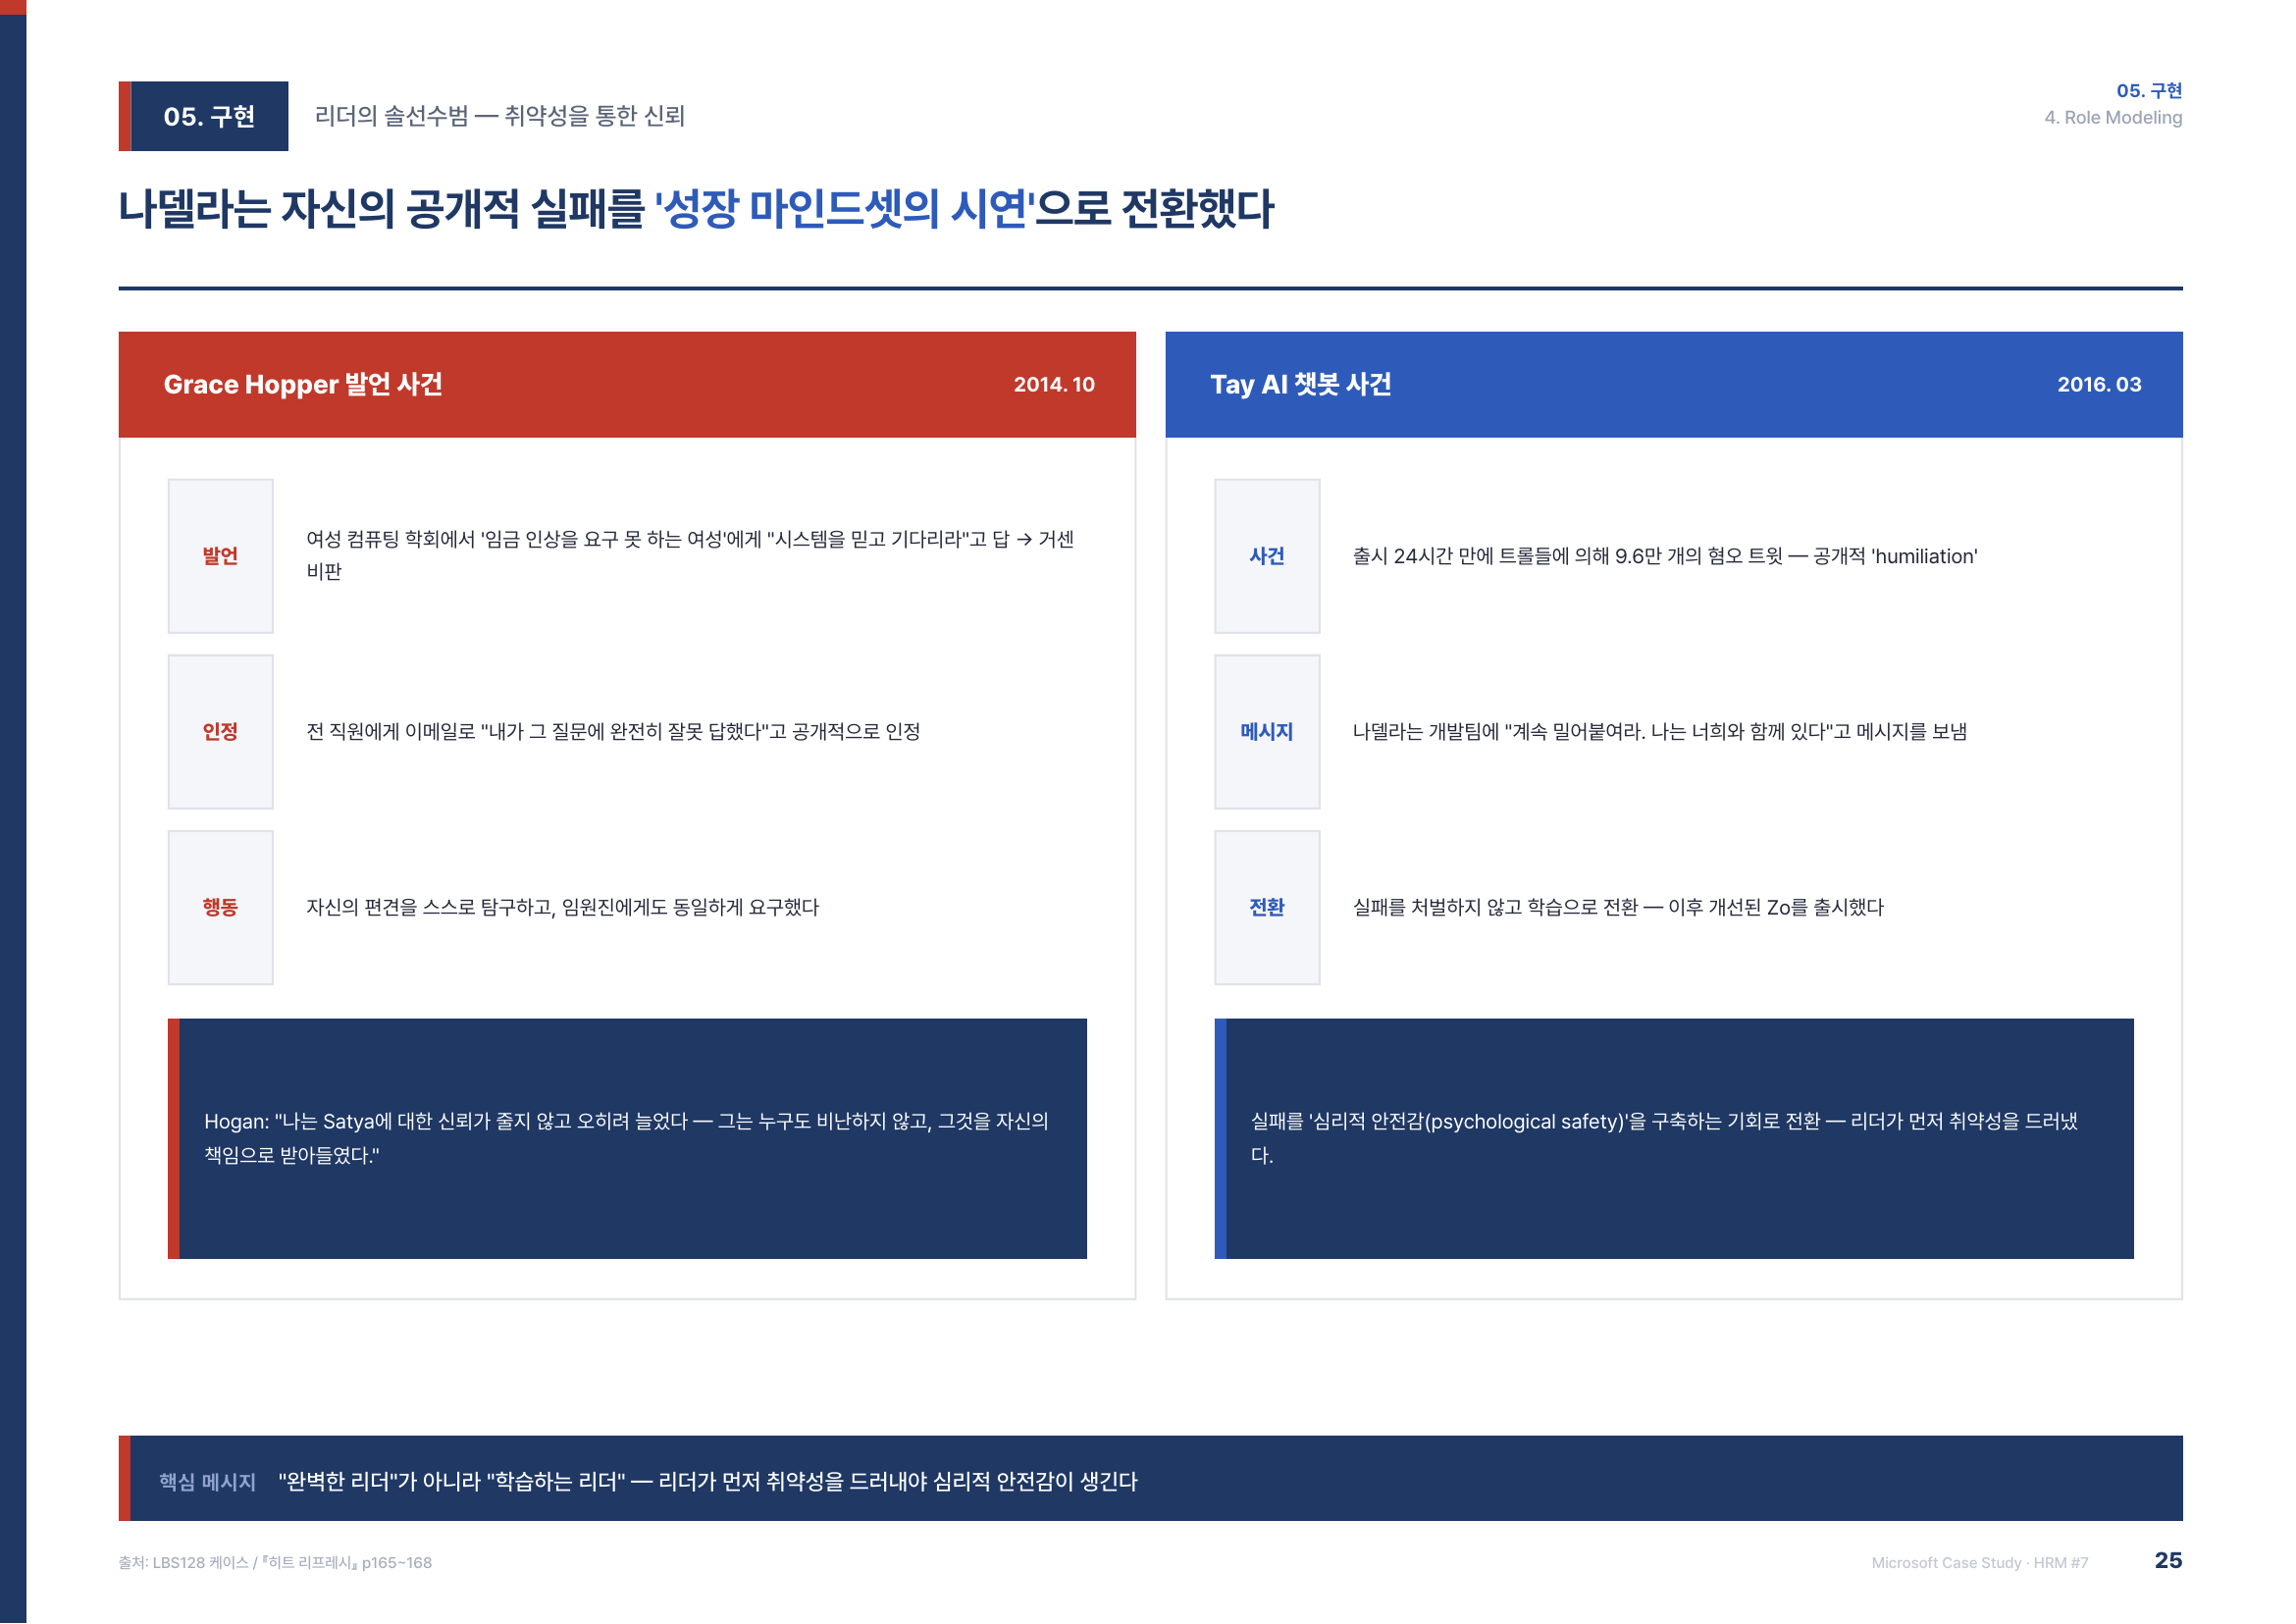 05. 구현
리더의 솔선수범 — 취약성을 통한 신뢰
05. 구현
4. Role Modeling
나델라는 자신의 공개적 실패를 '성장 마인드셋의 시연'으로 전환했다
Grace Hopper 발언 사건
2014. 10
발언
여성 컴퓨팅 학회에서 '임금 인상을 요구 못 하는 여성'에게 "시스템을 믿고 기다리라"고 답 → 거센
비판
인정
전 직원에게 이메일로 "내가 그 질문에 완전히 잘못 답했다"고 공개적으로 인정
행동
자신의 편견을 스스로 탐구하고, 임원진에게도 동일하게 요구했다
Hogan: "나는 Satya에 대한 신뢰가 줄지 않고 오히려 늘었다 — 그는 누구도 비난하지 않고, 그것을 자신의
책임으로 받아들였다."
Tay AI 챗봇 사건
2016. 03
사건
출시 24시간 만에 트롤들에 의해 9.6만 개의 혐오 트윗 — 공개적 'humiliation'
메시지
나델라는 개발팀에 "계속 밀어붙여라. 나는 너희와 함께 있다"고 메시지를 보냄
전환
실패를 처벌하지 않고 학습으로 전환 — 이후 개선된 Zo를 출시했다
실패를 '심리적 안전감(psychological safety)'을 구축하는 기회로 전환 — 리더가 먼저 취약성을 드러냈
다.
핵심 메시지 "완벽한 리더"가 아니라 "학습하는 리더" — 리더가 먼저 취약성을 드러내야 심리적 안전감이 생긴다
출처: LBS128 케이스 / 『히트 리프레시』 p165~168
Microsoft Case Study · HRM #7
25